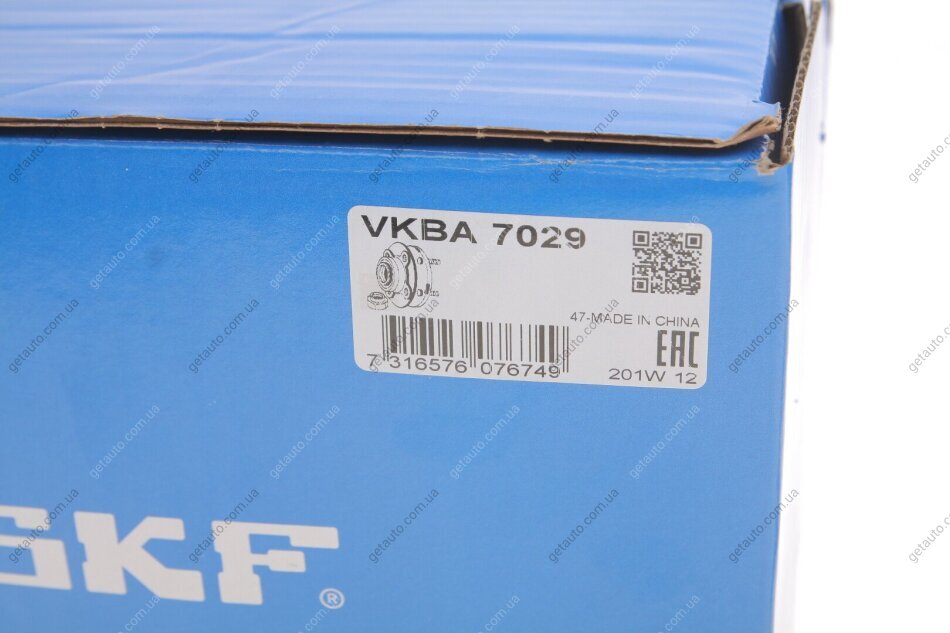 VKBA 7029
47-MADE IN CHINA
EAC
7 316576 076749
201W 12
SKF®
getauto.com.ua